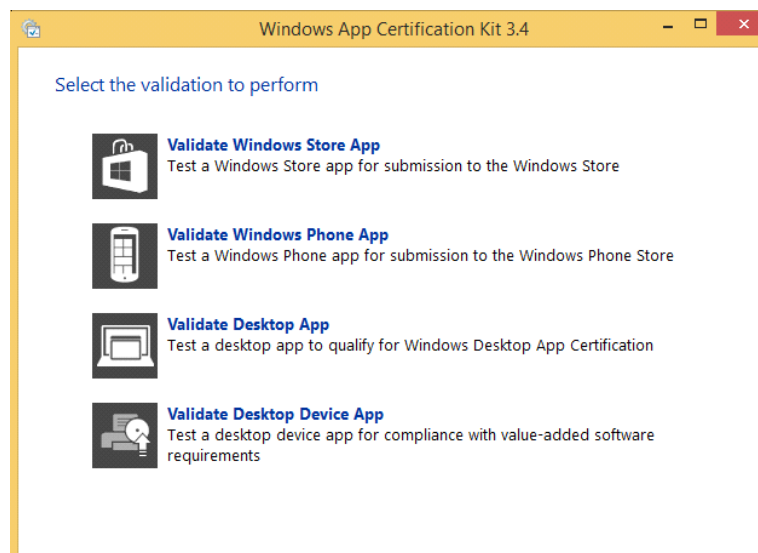 Windows App Certification Kit 3.4
Select the validation to perform
Validate Windows Store App
Test a Windows Store app for submission to the Windows Store
Validate Windows Phone App
Test a Windows Phone app for submission to the Windows Phone Store
Validate Desktop App
Test a desktop app to qualify for Windows Desktop App Certification
Validate Desktop Device App
Test a desktop device app for compliance with value-added software
requirements